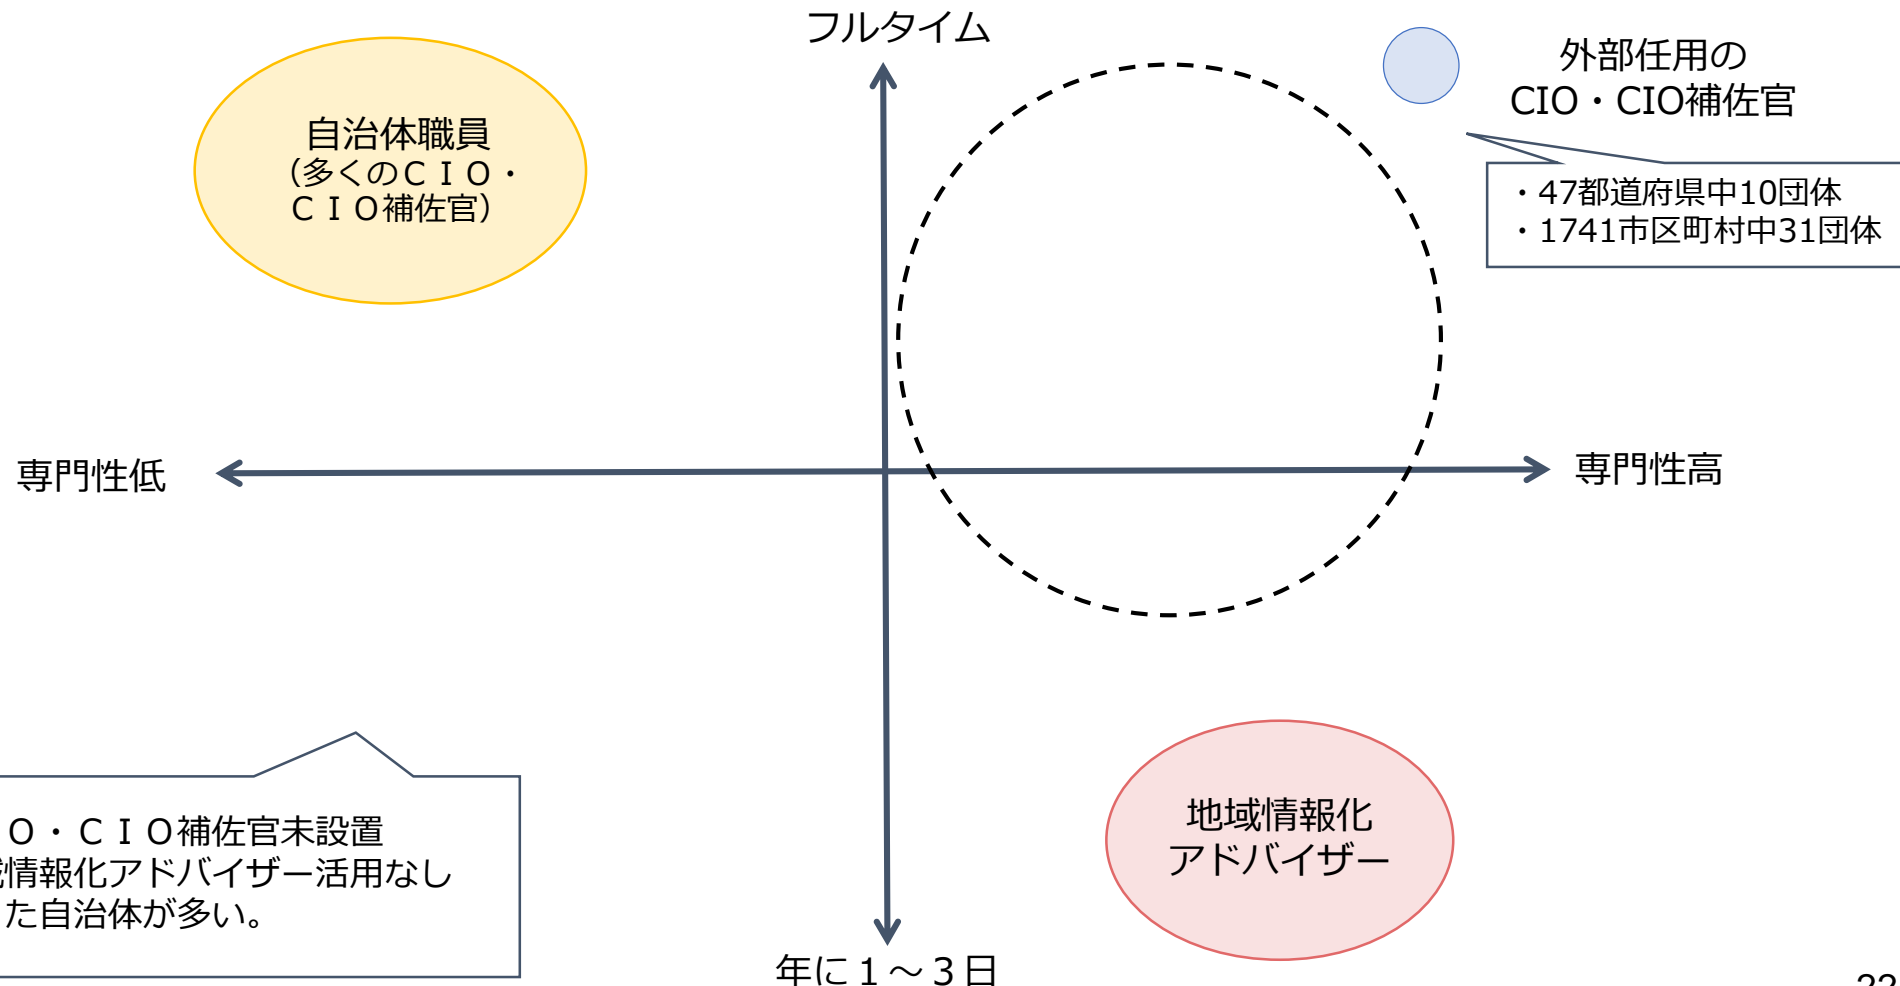 フルタイム
外部任用の
CIO・CIO補佐官
・47都道府県中10団体
・1741市区町村中31団体
自治体職員
（多くのＣＩＯ・
ＣＩＯ補佐官）
専門性低
専門性高
Ｏ・ＣＩＯ補佐官未設置
情報化アドバイザー活用なし
た自治体が多い。
地域情報化
アドバイザー
年に１～３日
22